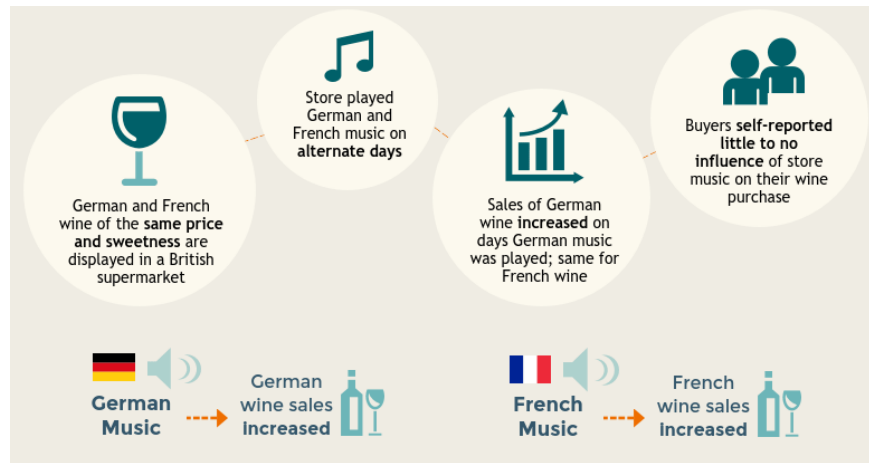 German and French
wine of the same price
and sweetness are
displayed in a British
supermarket
Store played
German and
French music on
alternate days
Sales of German
wine increased on
days German music
was played; same for
French wine
Buyers self-reported
little to no
influence of store
music on their wine
purchase
German
Music
German
wine sales
increased
French
Music
French
wine sales
increased